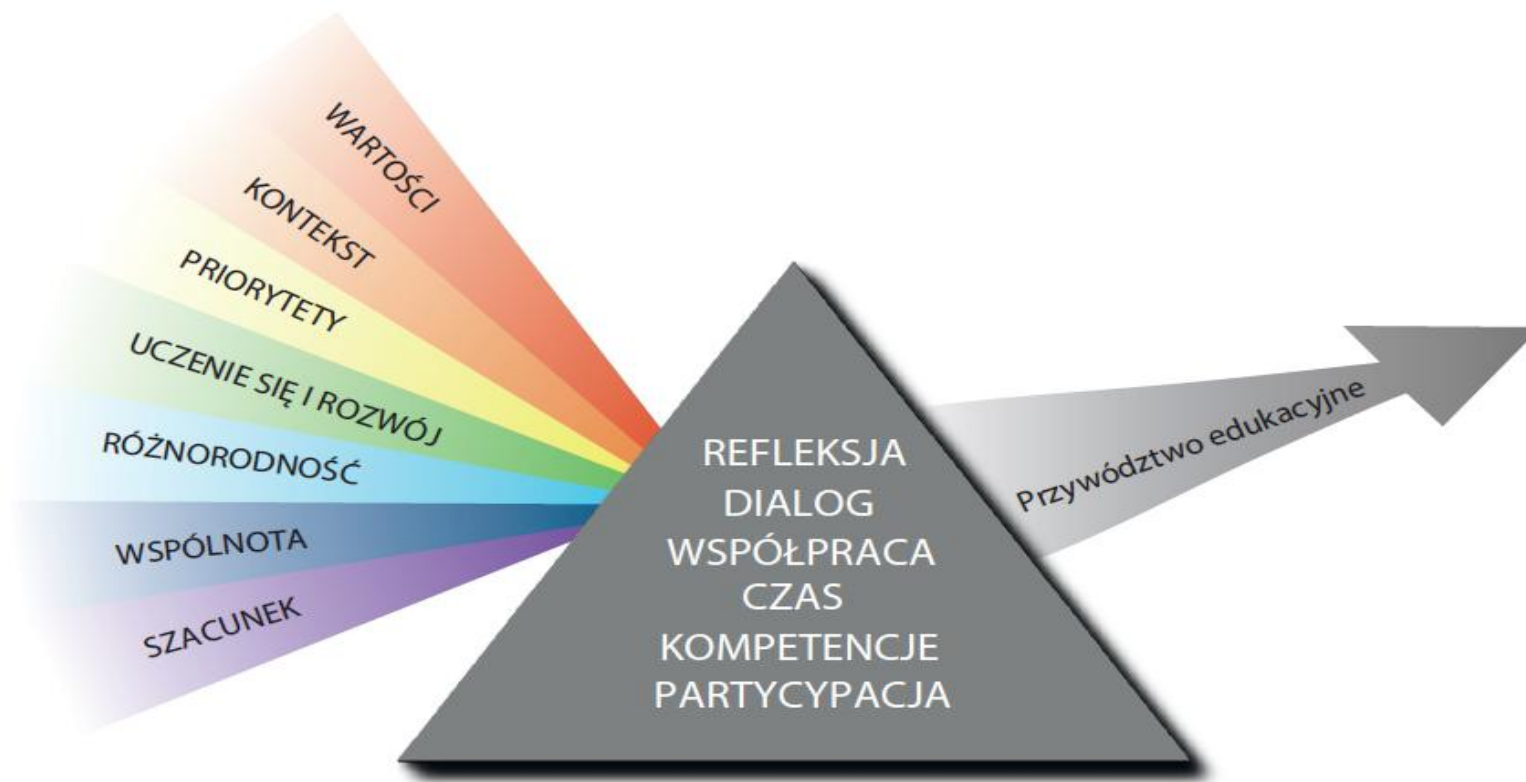 WARTOŚCI
KONTEKST
PRIORYTETY
UCZENIE SIĘ I ROZWÓJ
RÓŻNORODNOŚĆ
WSPÓLNOTA
SZACUNEK
REFLEKSJA
DIALOG
WSPÓŁPRACA
CZAS
KOMPETENCJE
PARTYCYPACJA
Przywództwo edukacyjne